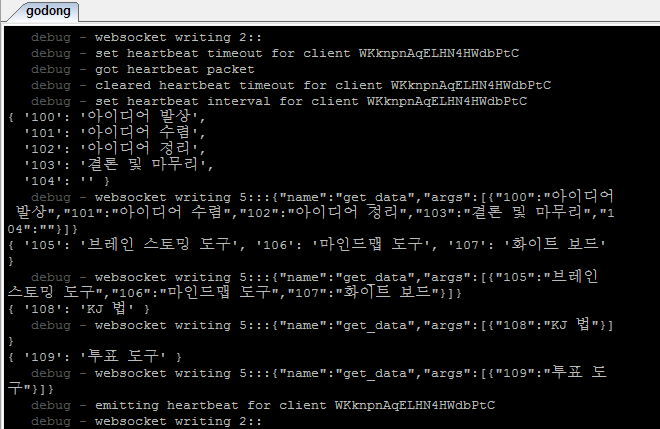 godong
debug - websocket writing 2::
debug - set heartbeat timeout for client WKknpnAqELHN4HWdbPtC
debug - got heartbeat packet
debug - cleared heartbeat timeout for client WKknpnAqELHN4HWdbPtC
debug - set heartbeat interval for client WKknpnAqELHN4HWdbPtC
{ '100': '아이디어 발상',
'101': '아이디어 수렴',
'102': '아이디어 정리',
'103': '결론 및 마무리',
'104': '' }
debug - websocket writing 5:::{"name":"get_data","args":[{"100":"아이디어
발상","101":"아이디어 수렴","102":"아이디어 정리","103":"결론 및 마무리","1
04":""}]}
{ '105': '브레인 스토밍 도구', '106': '마인드맵 도구', '107': '화이트 보드'
}
debug - websocket writing 5:::{"name":"get_data","args":[{"105":"브레인
스토밍 도구","106":"마인드맵 도구","107":"화이트 보드"}]}
{ '108': 'KJ 법' }
debug - websocket writing 5:::{"name":"get_data","args":[{"108":"KJ 법"}]
}
{ '109': '투표 도구' }
debug - websocket writing 5:::{"name":"get_data","args":[{"109":"투표 도
구"}]}
debug - emitting heartbeat for client WKknpnAqELHN4HWdbPtC
debug - websocket writing 2::